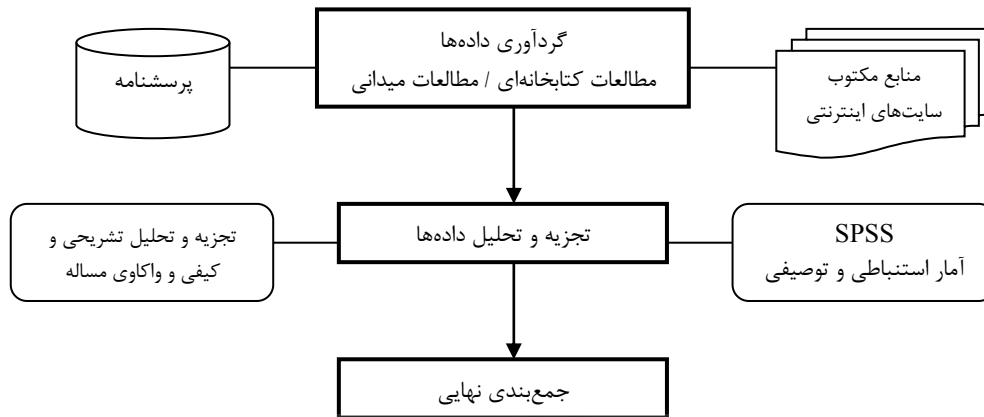 گردآوری داده‌ها
مطالعات کتابخانه‌ای / مطالعات میدانی
منابع مکتوب
سایت‌های اینترنتی
پرسشنامه
تجزیه و تحلیل داده‌ها
SPSS
آمار استنباطی و توصیفی
تجزیه و تحلیل تشریحی و
کیفی و واکاوی مساله
جمع‌بندی نهایی